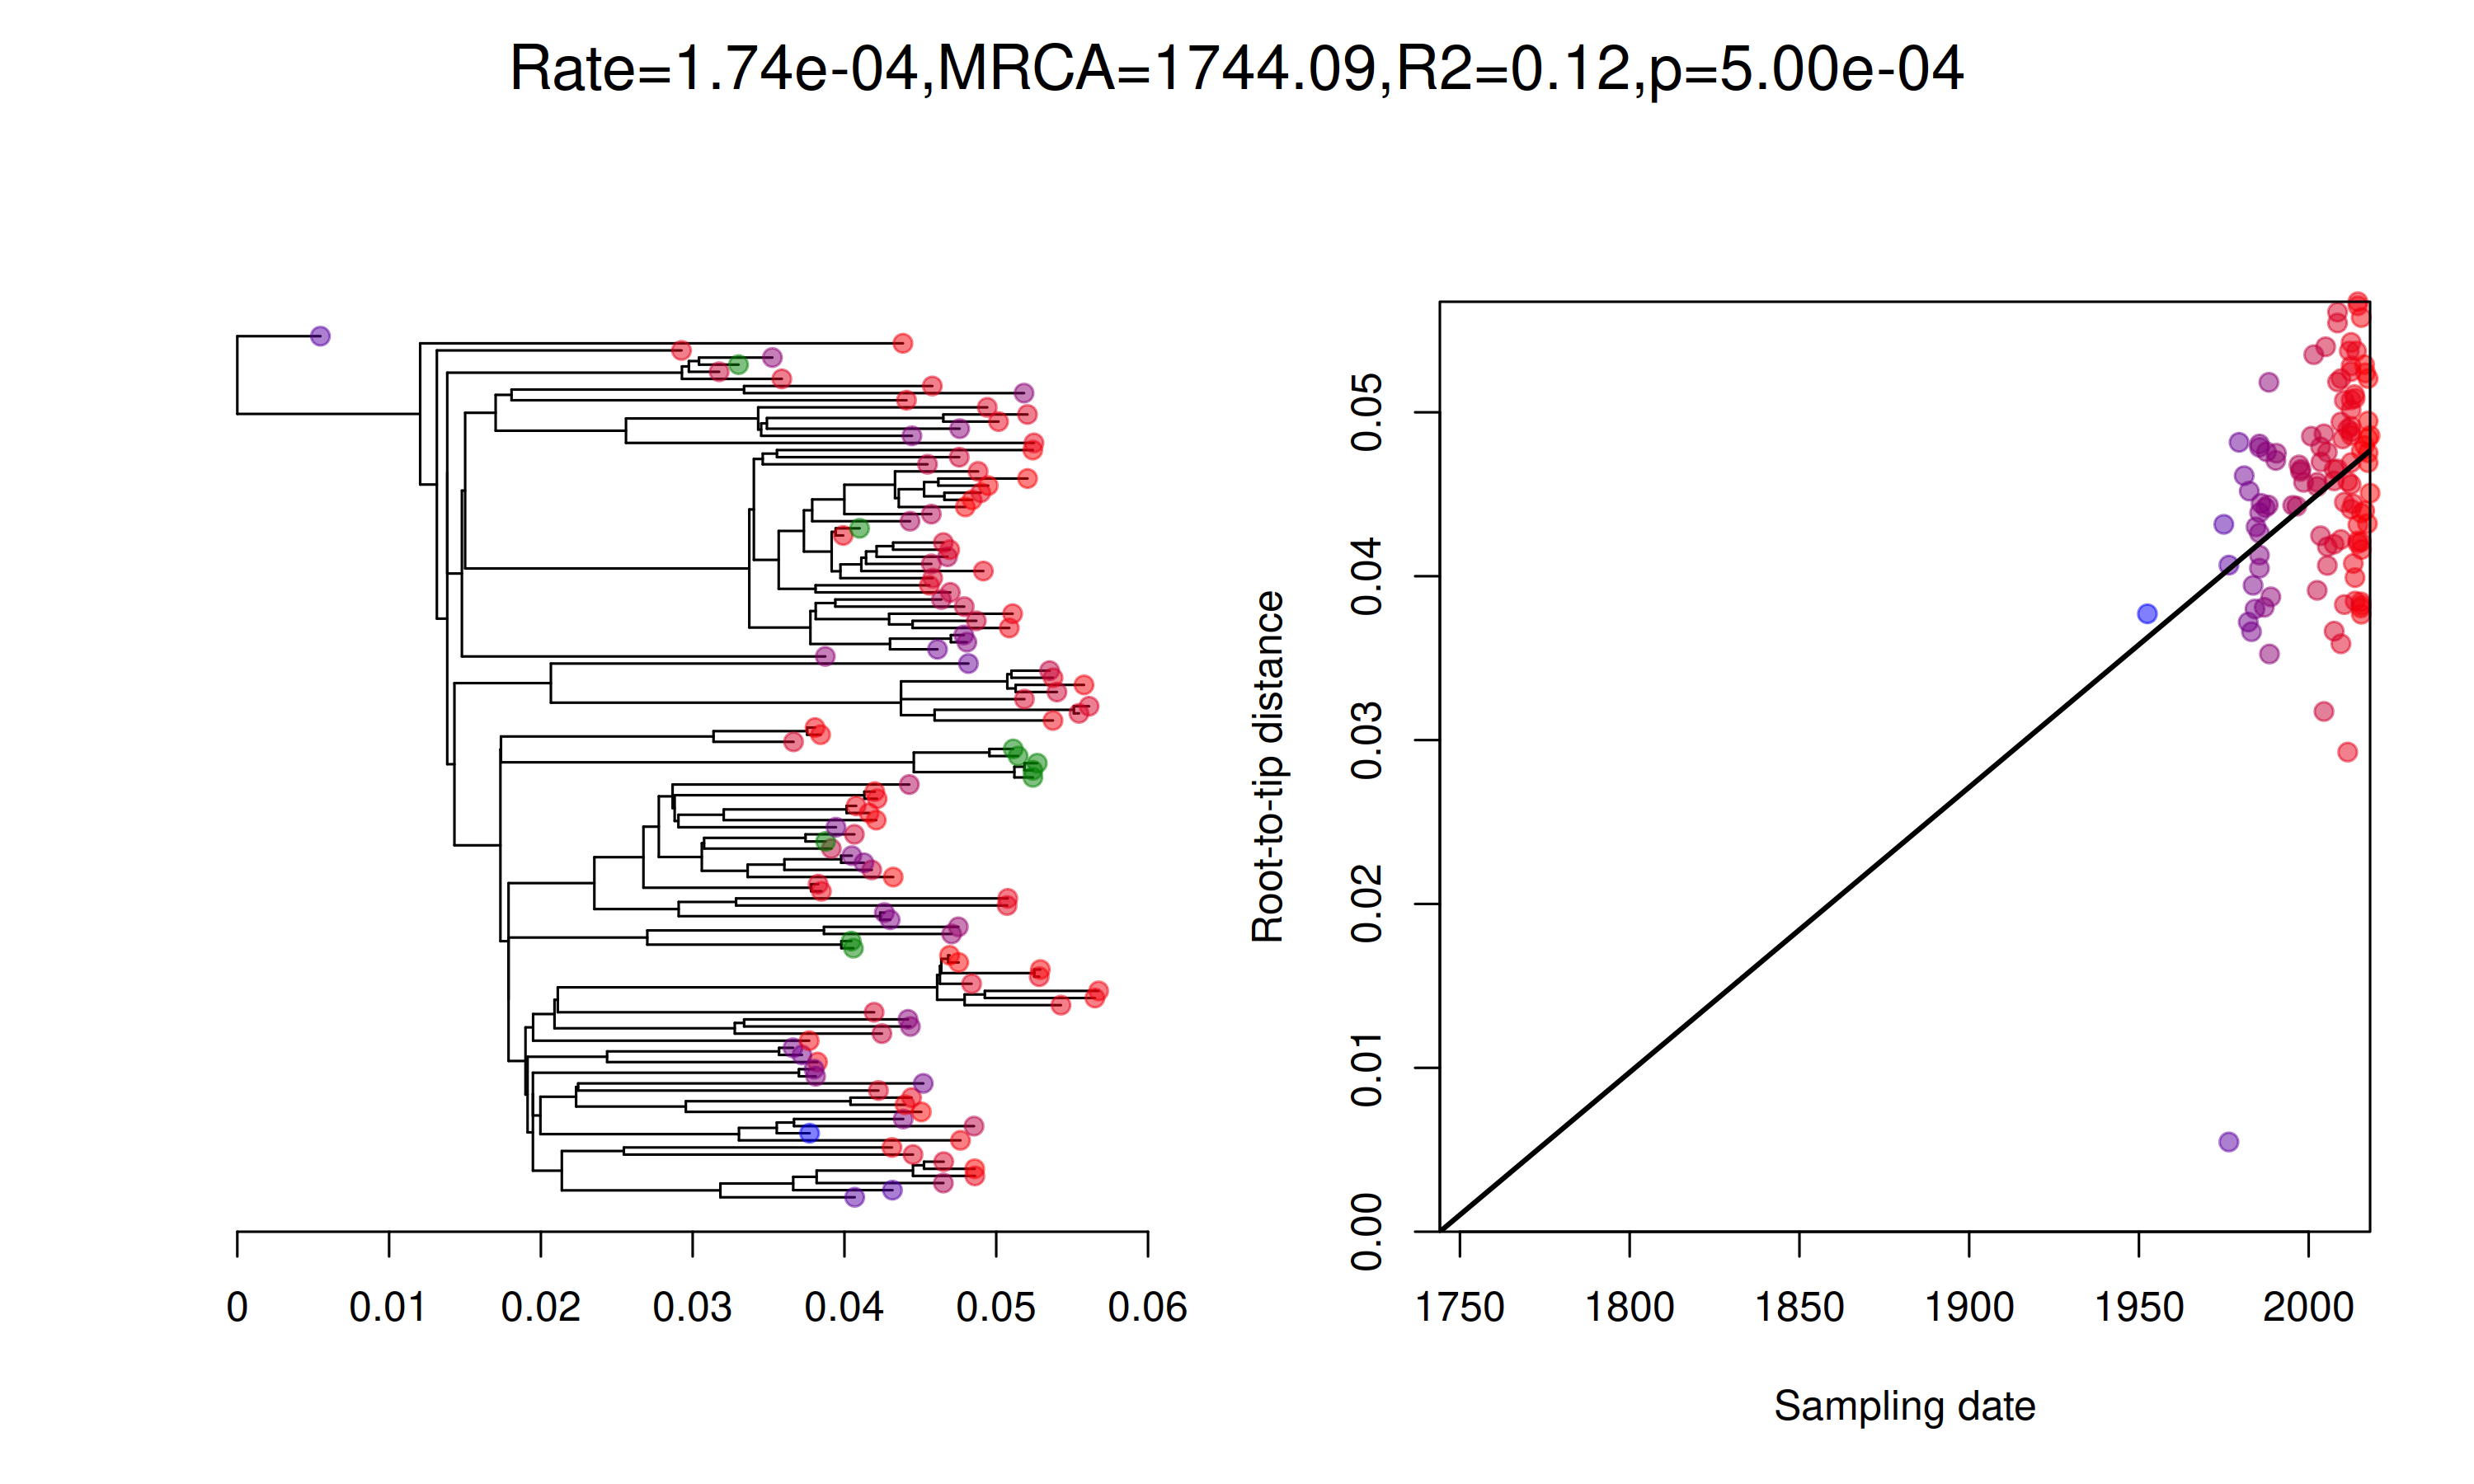 Rate=1.74e-04,MRCA=1744.09,R2=0.12,p=5.00e-04
0 0.01 0.02 0.03 0.04 0.05 0.06
Root-to-tip distance
0.00 0.01 0.02 0.03 0.04 0.05
1750 1800 1850 1900 1950 2000
Sampling date